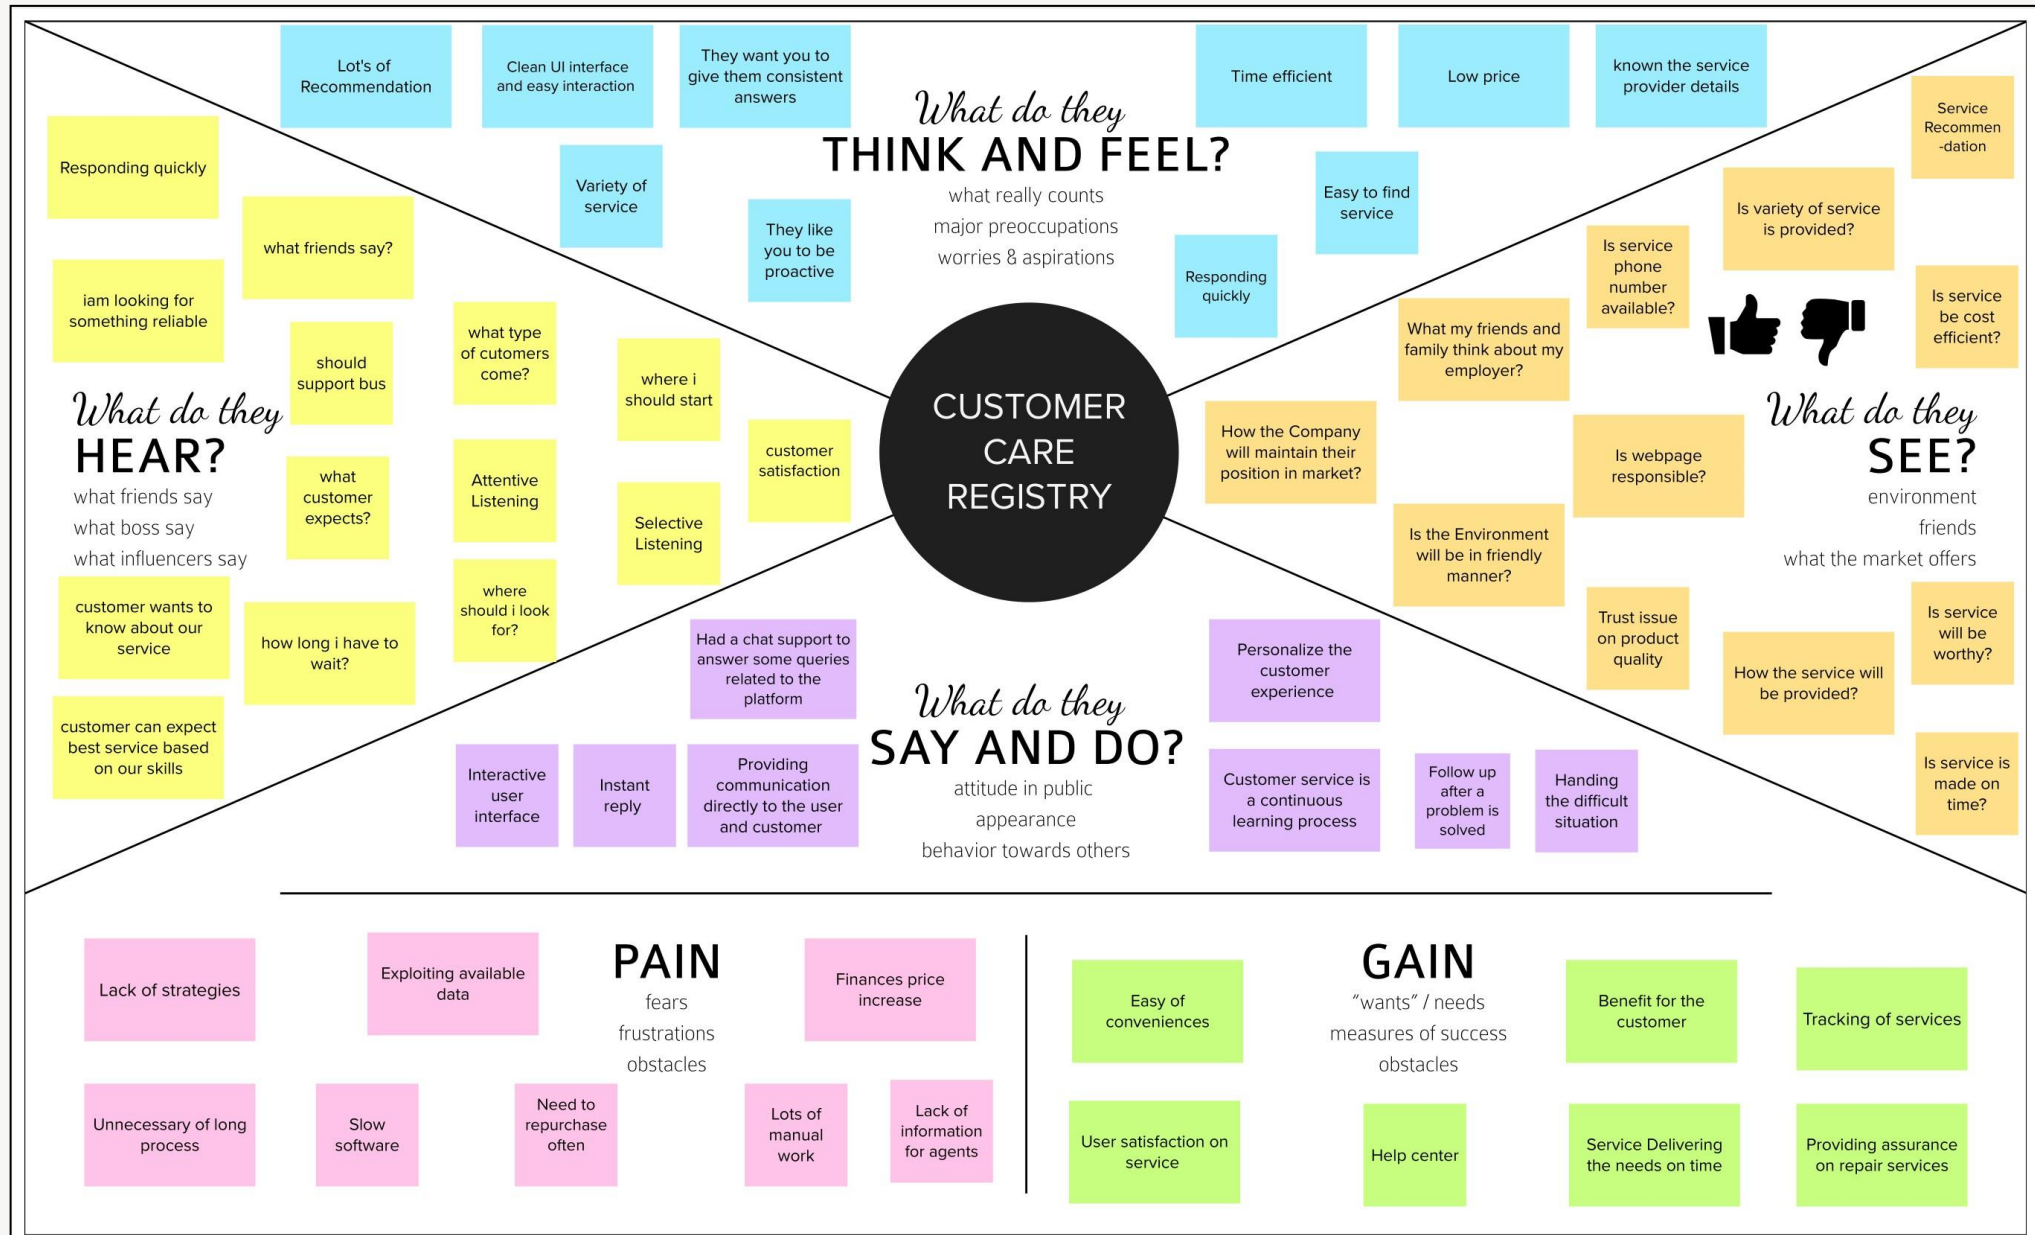 Lot's of
Recommendation
Clean UI interface
and easy interaction
They want you to
give them consistent
answers
Variety of
service
They like
you to be
proactive
What do they
THINK AND FEEL?
what really counts
major preoccupations
worries & aspirations
Time efficient
Low price
known the service
provider details
Easy to find
service
Responding
quickly
Responding quickly
what friends say?
iam looking for
something reliable
should
support bus
what type
of cutomers
come?
where i
should start
customer
satisfaction
What do they
HEAR?
what friends say
what boss say
what influencers say
what
customer
expects?
Attentive
Listening
Selective
Listening
where
should i look
for?
customer wants to
know about our
service
how long i have to
wait?
customer can expect
best service based
on our skills
CUSTOMER
CARE
REGISTRY
Service
Recommen
-dation
Is variety of service
is provided?
Is service
phone
number
available?
Is service
be cost
efficient?
What my friends and
family think about my
employer?
How the Company
will maintain their
position in market?
Is webpage
responsible?
What do they
SEE?
environment
friends
what the market offers
Is the Environment
will be in friendly
manner?
Trust issue
on product
quality
How the service will
be provided?
Is service
will be
worthy?
Is service is
made on
time?
Had a chat support to
answer some queries
related to the
platform
Interactive
user
interface
Instant
reply
Providing
communication
directly to the user
and customer
What do they
SAY AND DO?
attitude in public
appearance
behavior towards others
Personalize the
customer
experience
Customer service is
a continuous
learning process
Follow up
after a
problem is
solved
Handing
the difficult
situation
Lack of strategies
Exploiting available
data
PAIN
fears
frustrations
obstacles
Finances price
increase
Unnecessary of long
process
Slow
software
Need to
repurchase
often
Lots of
manual
work
Lack of
information
for agents
Easy of
conveniences
GAIN
"wants" / needs
measures of success
obstacles
Benefit for the
customer
Tracking of services
User satisfaction on
service
Help center
Service Delivering
the needs on time
Providing assurance
on repair services